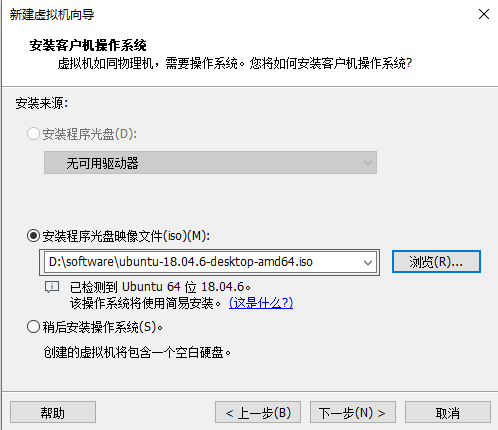 新建虚拟机向导
安装客户机操作系统
虚拟机如同物理机，需要操作系统。您将如何安装客户机操作系统?
安装来源:
安装程序光盘(D):
无可用驱动器
安装程序光盘映像文件(iso)(M):
D:\software\ubuntu-18.04.6-desktop-amd64.iso
浏览(R)...
已检测到 Ubuntu 64 位 18.04.6。
该操作系统将使用简易安装。(这是什么?)
稍后安装操作系统(S)。
创建的虚拟机将包含一个空白硬盘。
帮助
< 上一步(B)
下一步(N) >
取消